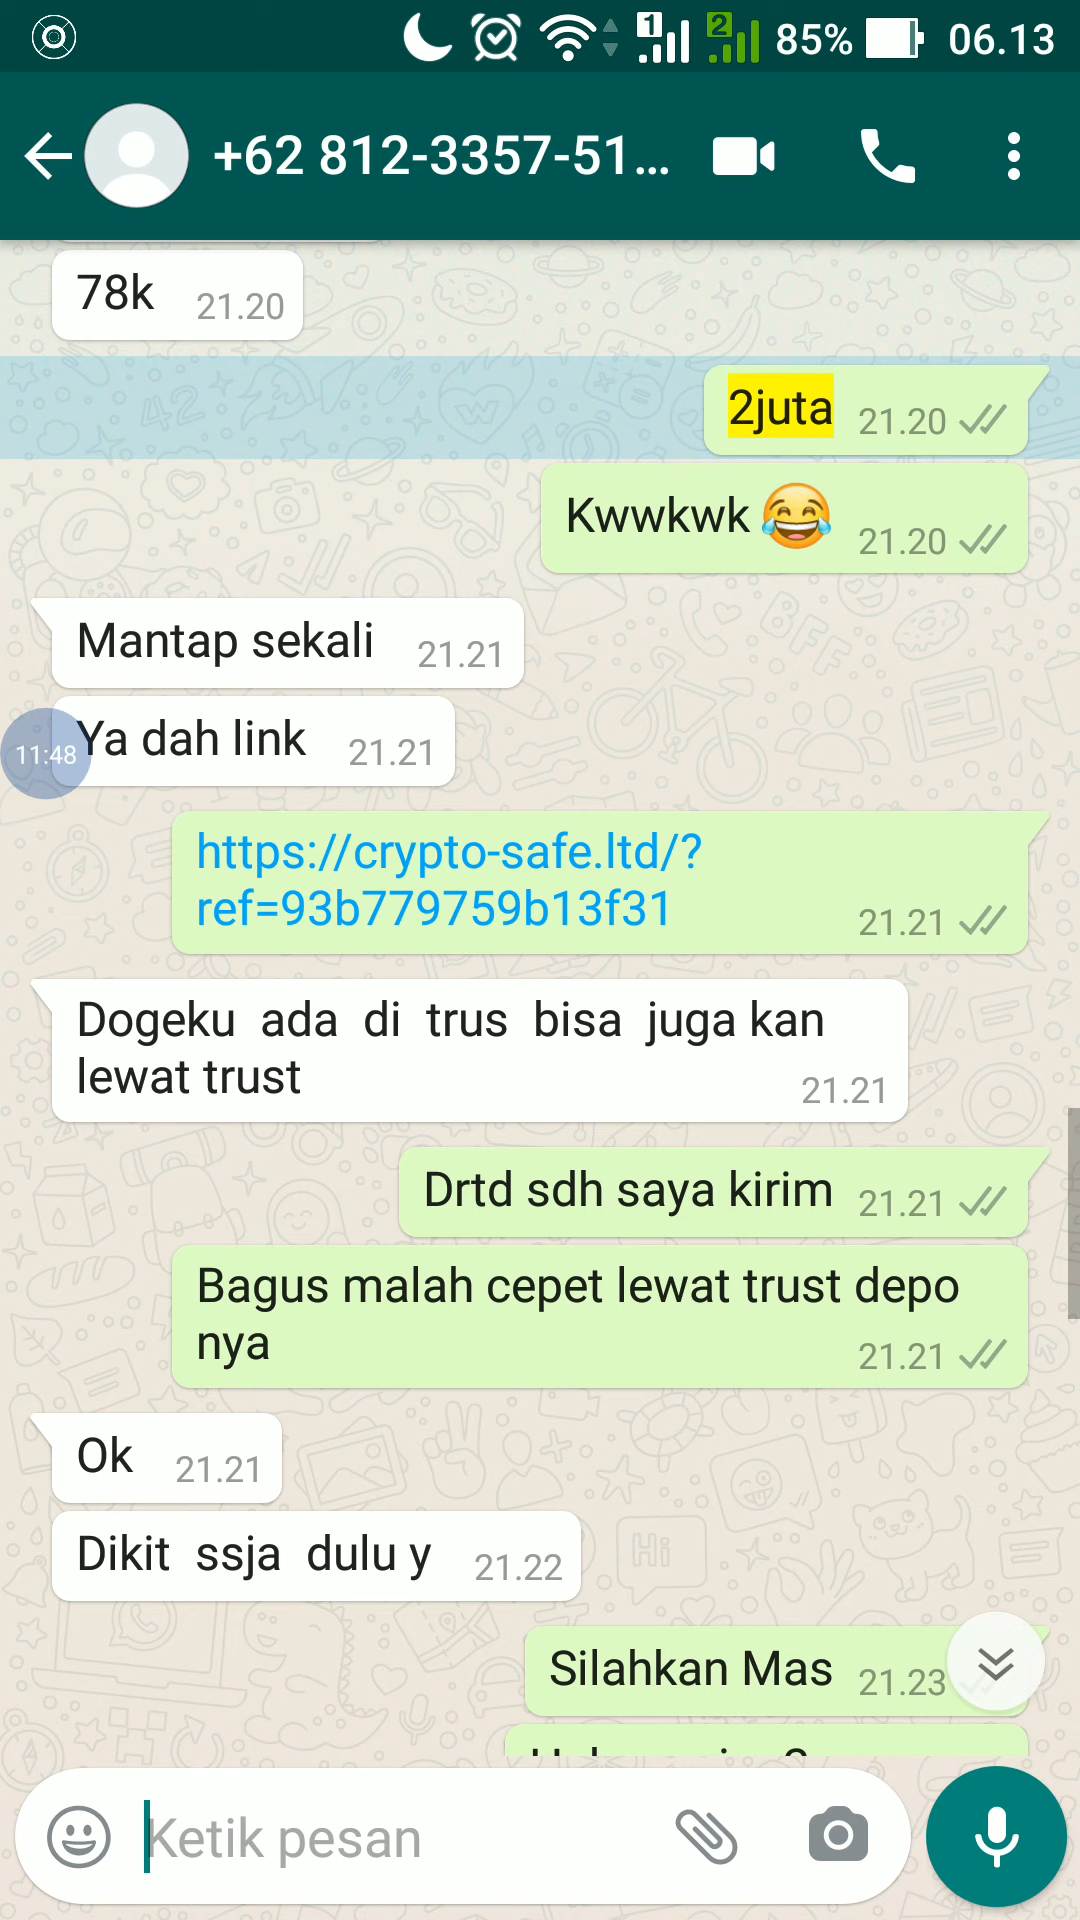 1 2 85% 06.13
+62 812-3357-51...
78k 21.20
2juta 21.20
Kwwkwk 😂 21.20
Mantap sekali 21.21
Ya dah link 21.21
11:48
https://crypto-safe.ltd/?
ref=93b779759b13f31 21.21
Dogeku ada di trus bisa juga kan
lewat trust 21.21
Drtd sdh saya kirim 21.21
Bagus malah cepet lewat trust depo
nya 21.21
Ok 21.21
Dikit ssja dulu y 21.22
Silahkan Mas 21.23
Ketik pesan